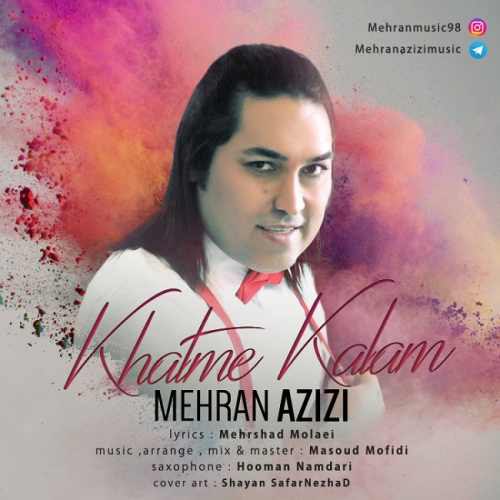 Mehranmusic98
Mehranazizimusic
Khatme Kalam
MEHRAN AZIZI
lyrics : Mehrshad Molaei
music ,arrange , mix & master : Masoud Mofidi
saxophone : Hooman Namdari
cover art : Shayan SafarNezhaD